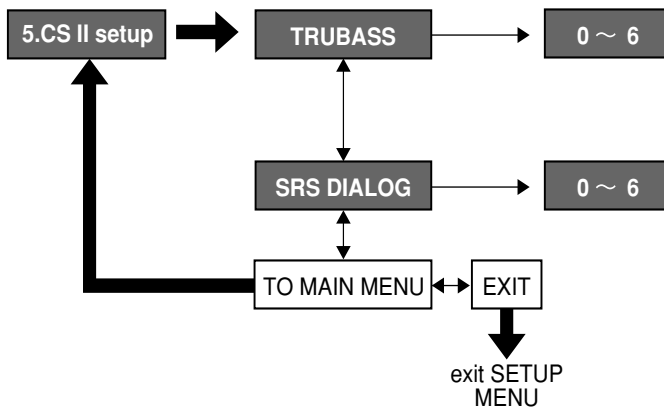 5.CS II setup
TRUBASS
0 ~ 6
SRS DIALOG
0 ~ 6
TO MAIN MENU
EXIT
exit SETUP
MENU